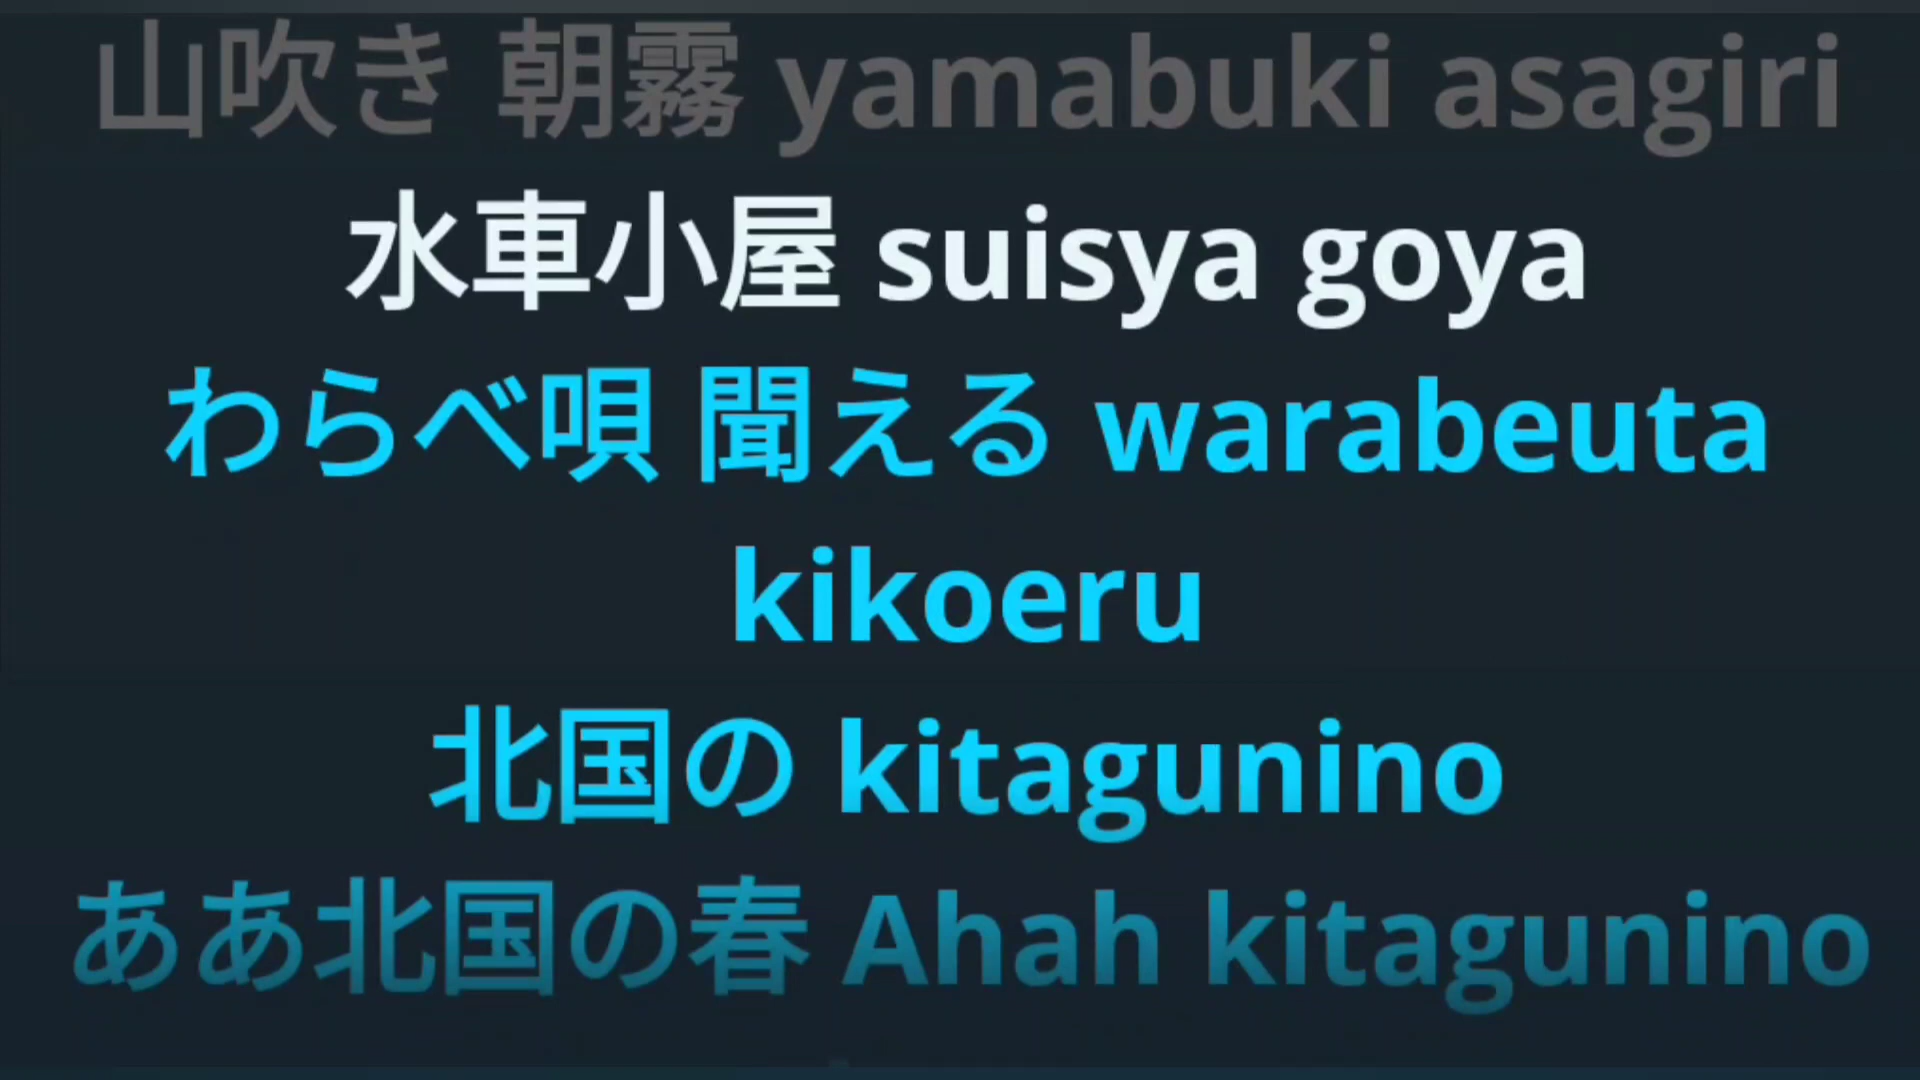 山吹き 朝霧 yamabuki asagiri
水車小屋 suisya goya
わらべ唄 聞える warabeuta
kikoeru
北国の kitagunino
ああ北国の春 Ahah kitagunino